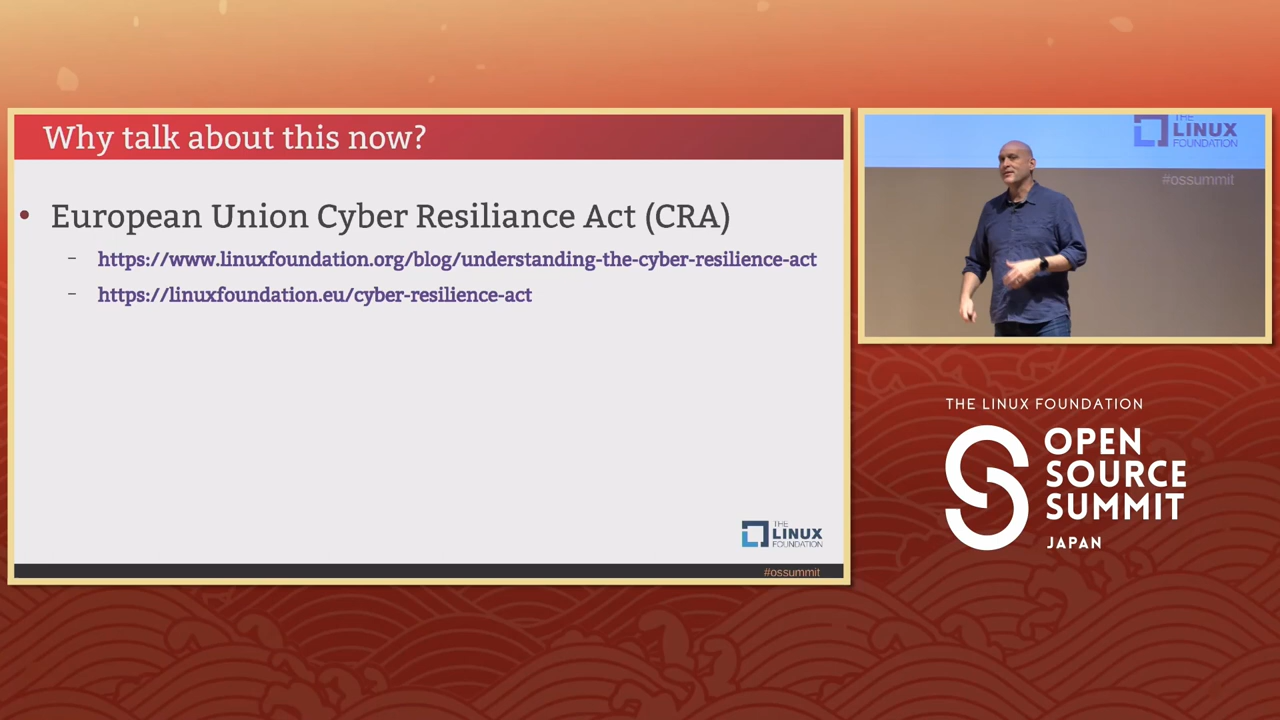 Why talk about this now?
• European Union Cyber Resiliance Act (CRA)
– https://www.linuxfoundation.org/blog/understanding-the-cyber-resilience-act
– https://linuxfoundation.eu/cyber-resilience-act
THE
LINUX
FOUNDATION
#ossummit
THE
LINUX
FOUNDATION
#ossummit
THE LINUX FOUNDATION
OPEN
SOURCE
SUMMIT
JAPAN